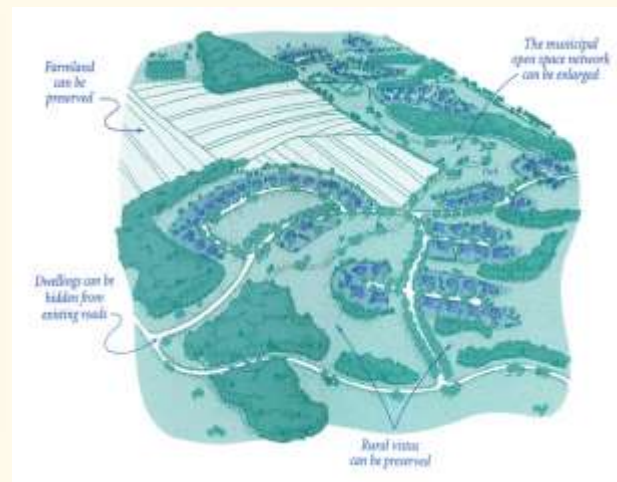 Farmland
can be
preserved
The municipal
open space network
can be enlarged
Dwellings can be
hidden from
existing roads
Rural vistas
can be preserved